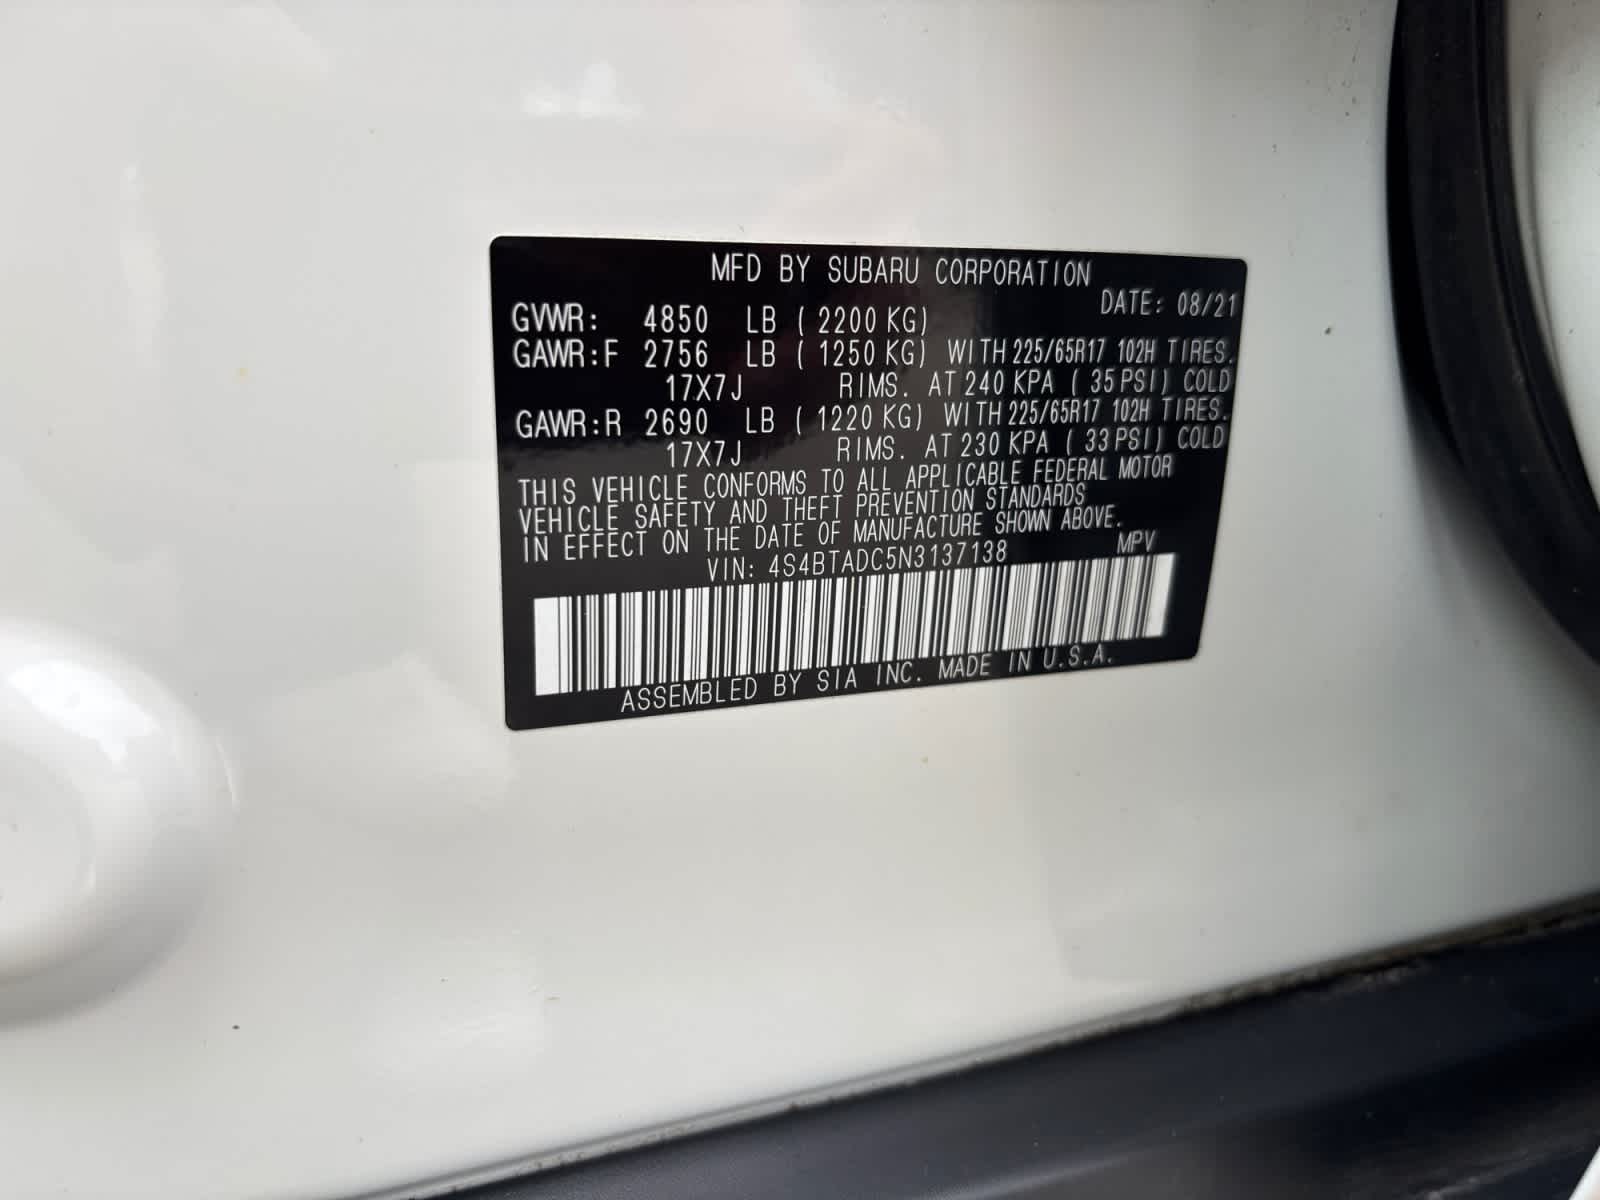 MFD BY SUBARU CORPORATION
DATE: 08/21
GVWR: 4850 LB ( 2200 KG)
GAWR:F 2756 LB ( 1250 KG) WITH 225/65R17 102H TIRES.
17X7J RIMS. AT 240 KPA ( 35 PSI) COLD
GAWR:R 2690 LB ( 1220 KG) WITH 225/65R17 102H TIRES.
17X7J RIMS. AT 230 KPA ( 33 PSI) COLD
THIS VEHICLE CONFORMS TO ALL APPLICABLE FEDERAL MOTOR
VEHICLE SAFETY AND THEFT PREVENTION STANDARDS
IN EFFECT ON THE DATE OF MANUFACTURE SHOWN ABOVE.
VIN: 4S4BTADC5N3137138 MPV
ASSEMBLED BY SIA INC. MADE IN U.S.A.